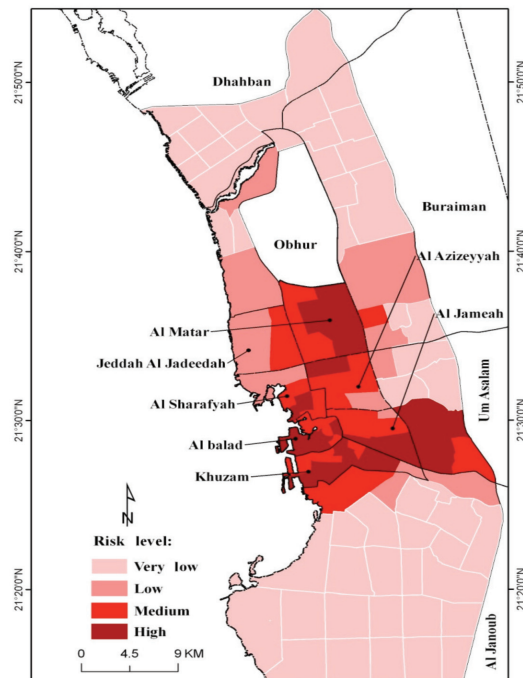 Dhahban
Buraiman
Obhur
Al Azizeyyah
Al Jameah
Al Matar
Jeddah Al Jadeedah
Al Sharafyah
Al balad
Khuzam
Um Asalam
Al Janoub
N
Risk level:
Very low
Low
Medium
High
0 4.5 9 KM
21°50'0"N
21°40'0"N
21°30'0"N
21°20'0"N
21°50'0"N
21°40'0"N
21°30'0"N
21°20'0"N